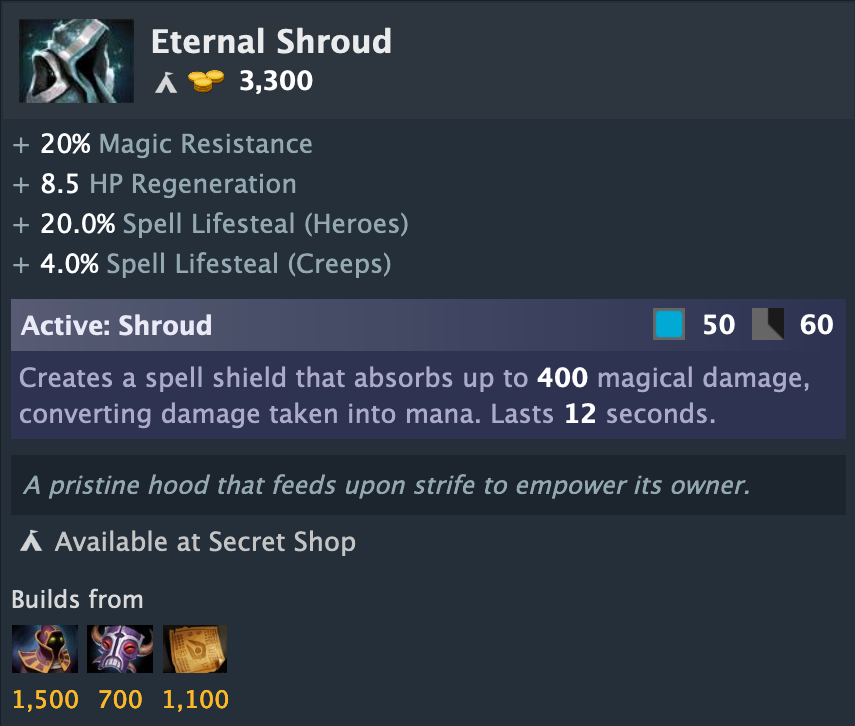 Eternal Shroud
3,300
+ 20% Magic Resistance
+ 8.5 HP Regeneration
+ 20.0% Spell Lifesteal (Heroes)
+ 4.0% Spell Lifesteal (Creeps)
Active: Shroud 50 60
Creates a spell shield that absorbs up to 400 magical damage,
converting damage taken into mana. Lasts 12 seconds.
A pristine hood that feeds upon strife to empower its owner.
Available at Secret Shop
Builds from
1,500 700 1,100